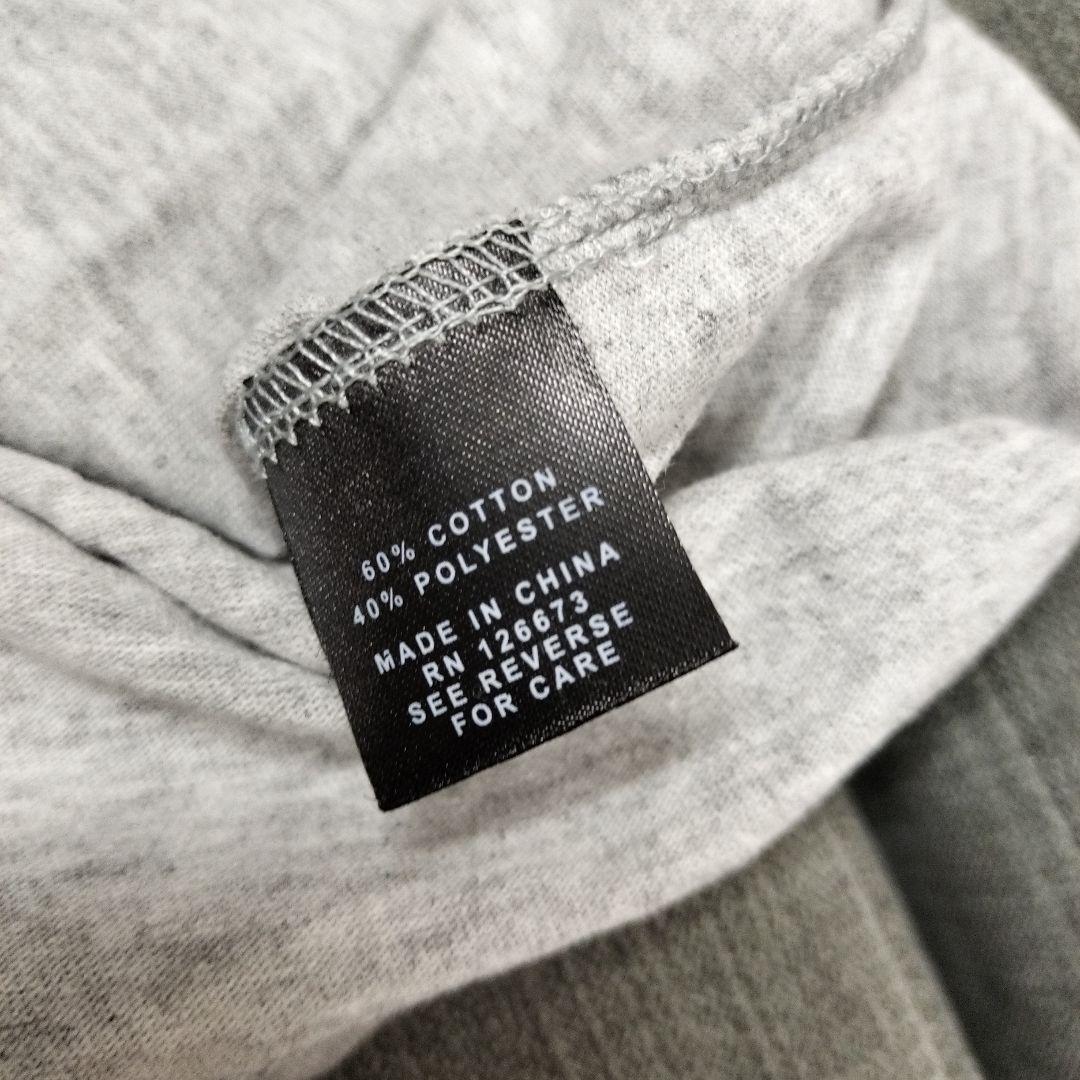 60% COTTON
40% POLYESTER
MADE IN CHINA
RN 126673
SEE REVERSE
FOR CARE